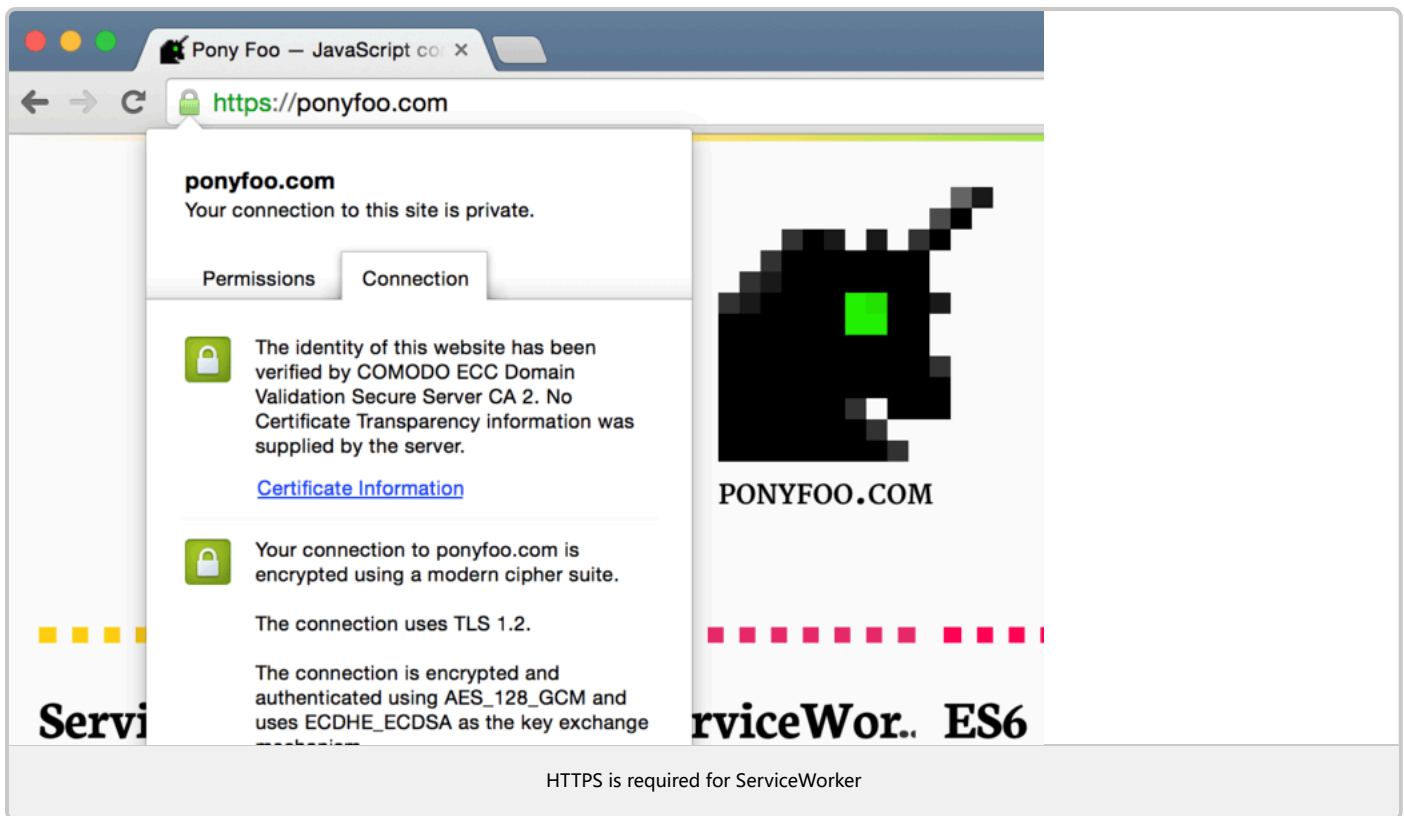 Pony Foo — JavaScript co
https://ponyfoo.com
ponyfoo.com
Your connection to this site is private.
Permissions Connection
The identity of this website has been
verified by COMODO ECC Domain
Validation Secure Server CA 2. No
Certificate Transparency information was
supplied by the server.
Certificate Information
Your connection to ponyfoo.com is
encrypted using a modern cipher suite.
The connection uses TLS 1.2.
The connection is encrypted and
authenticated using AES_128_GCM and
uses ECDHE_ECDSA as the key exchange
PONYFOO.COM
Servi
rviceWor..
ES6
HTTPS is required for ServiceWorker